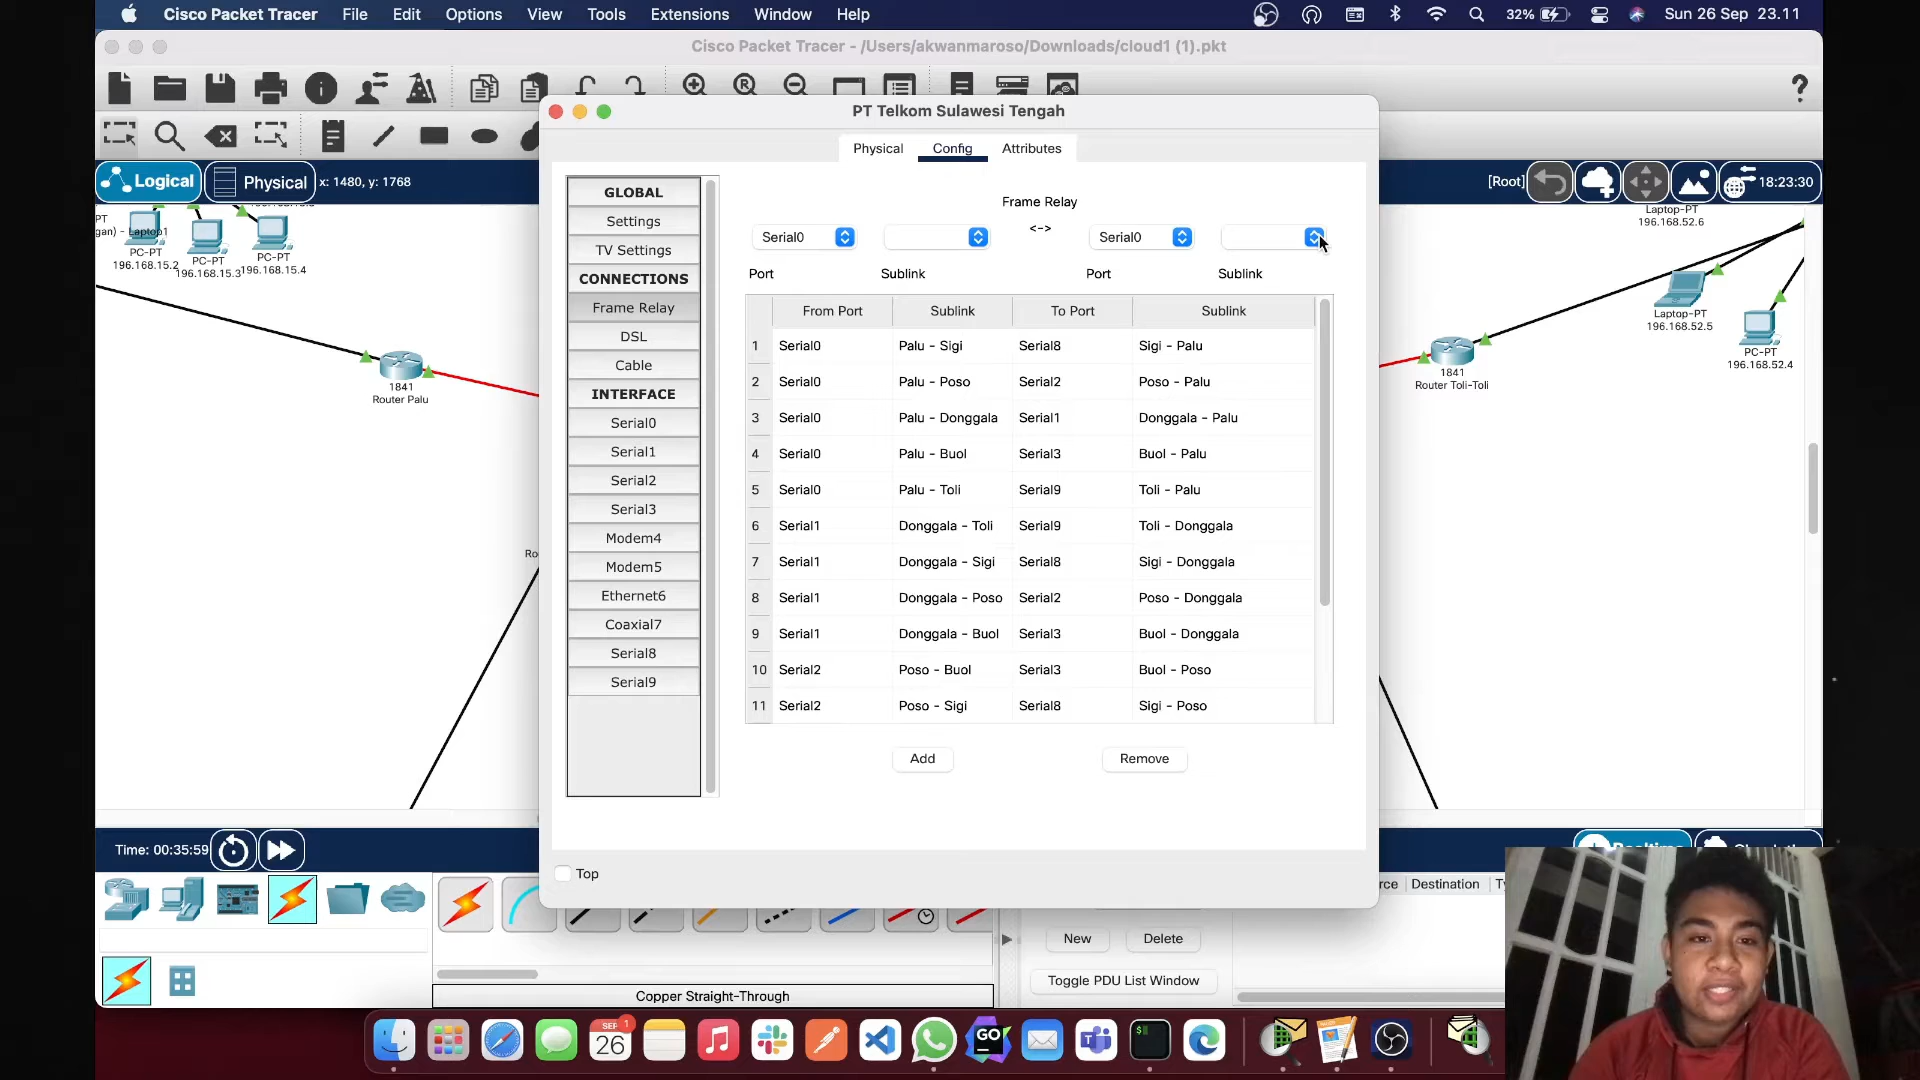 Cisco Packet Tracer File Edit Options View Tools Extensions Window Help 32% Sun 26 Sep 23.11
Cisco Packet Tracer - /Users/akwanmaroso/Downloads/cloud1 (1).pkt
PT Telkom Sulawesi Tengah
Physical Config Attributes
Logical Physical x: 1480, y: 1768
[Root] 18:23:30
PT
gan) - Laptop1
PC-PT
196.168.15.2
PC-PT
196.168.15.3
PC-PT
196.168.15.4
1841
Router Palu
Ro
Laptop-PT
196.168.52.6
Laptop-PT
196.168.52.5
PC-PT
196.168.52.4
1841
Router Toli-Toli
GLOBAL
Settings
TV Settings
CONNECTIONS
Frame Relay
DSL
Cable
INTERFACE
Serial0
Serial1
Serial2
Serial3
Modem4
Modem5
Ethernet6
Coaxial7
Serial8
Serial9
Frame Relay
Serial0 <-> Serial0
Port Sublink Port Sublink
From Port Sublink To Port Sublink
1 Serial0 Palu - Sigi Serial8 Sigi - Palu
2 Serial0 Palu - Poso Serial2 Poso - Palu
3 Serial0 Palu - Donggala Serial1 Donggala - Palu
4 Serial0 Palu - Buol Serial3 Buol - Palu
5 Serial0 Palu - Toli Serial9 Toli - Palu
6 Serial1 Donggala - Toli Serial9 Toli - Donggala
7 Serial1 Donggala - Sigi Serial8 Sigi - Donggala
8 Serial1 Donggala - Poso Serial2 Poso - Donggala
9 Serial1 Donggala - Buol Serial3 Buol - Donggala
10 Serial2 Poso - Buol Serial3 Buol - Poso
11 Serial2 Poso - Sigi Serial8 Sigi - Poso
Add Remove
Top
Time: 00:35:59
Realtime
rce Destination Ty
New Delete
Toggle PDU List Window
Copper Straight-Through
SEP 1
26
GO
$